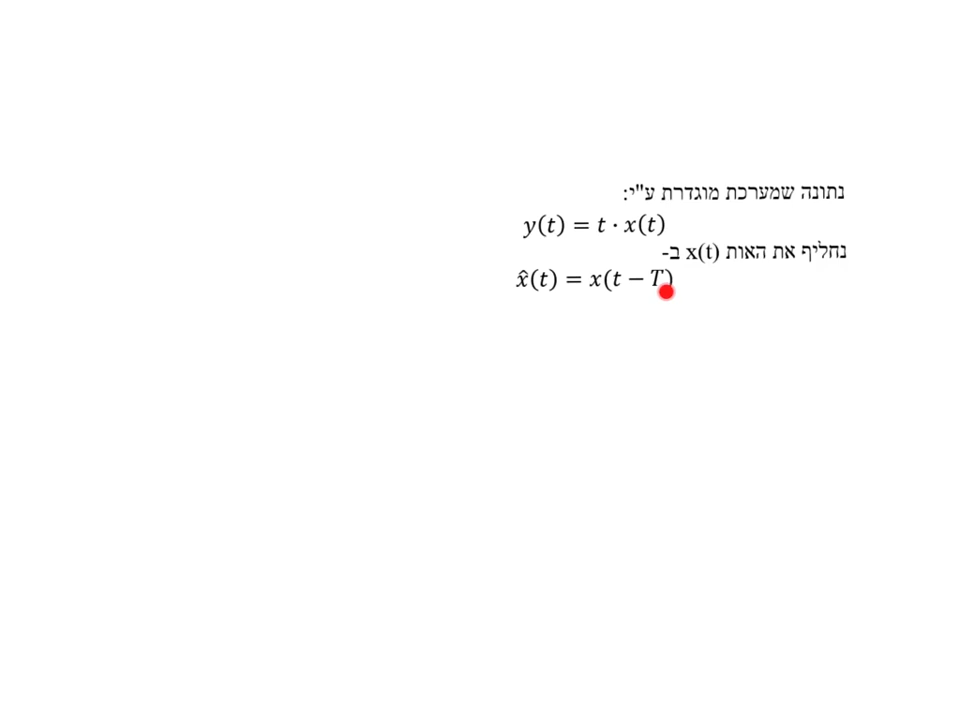 נתונה שמערכת מוגדרת ע"י:
y(t) = t · x(t)
נחליף את האות x(t) ב-
x̂(t) = x(t − T)